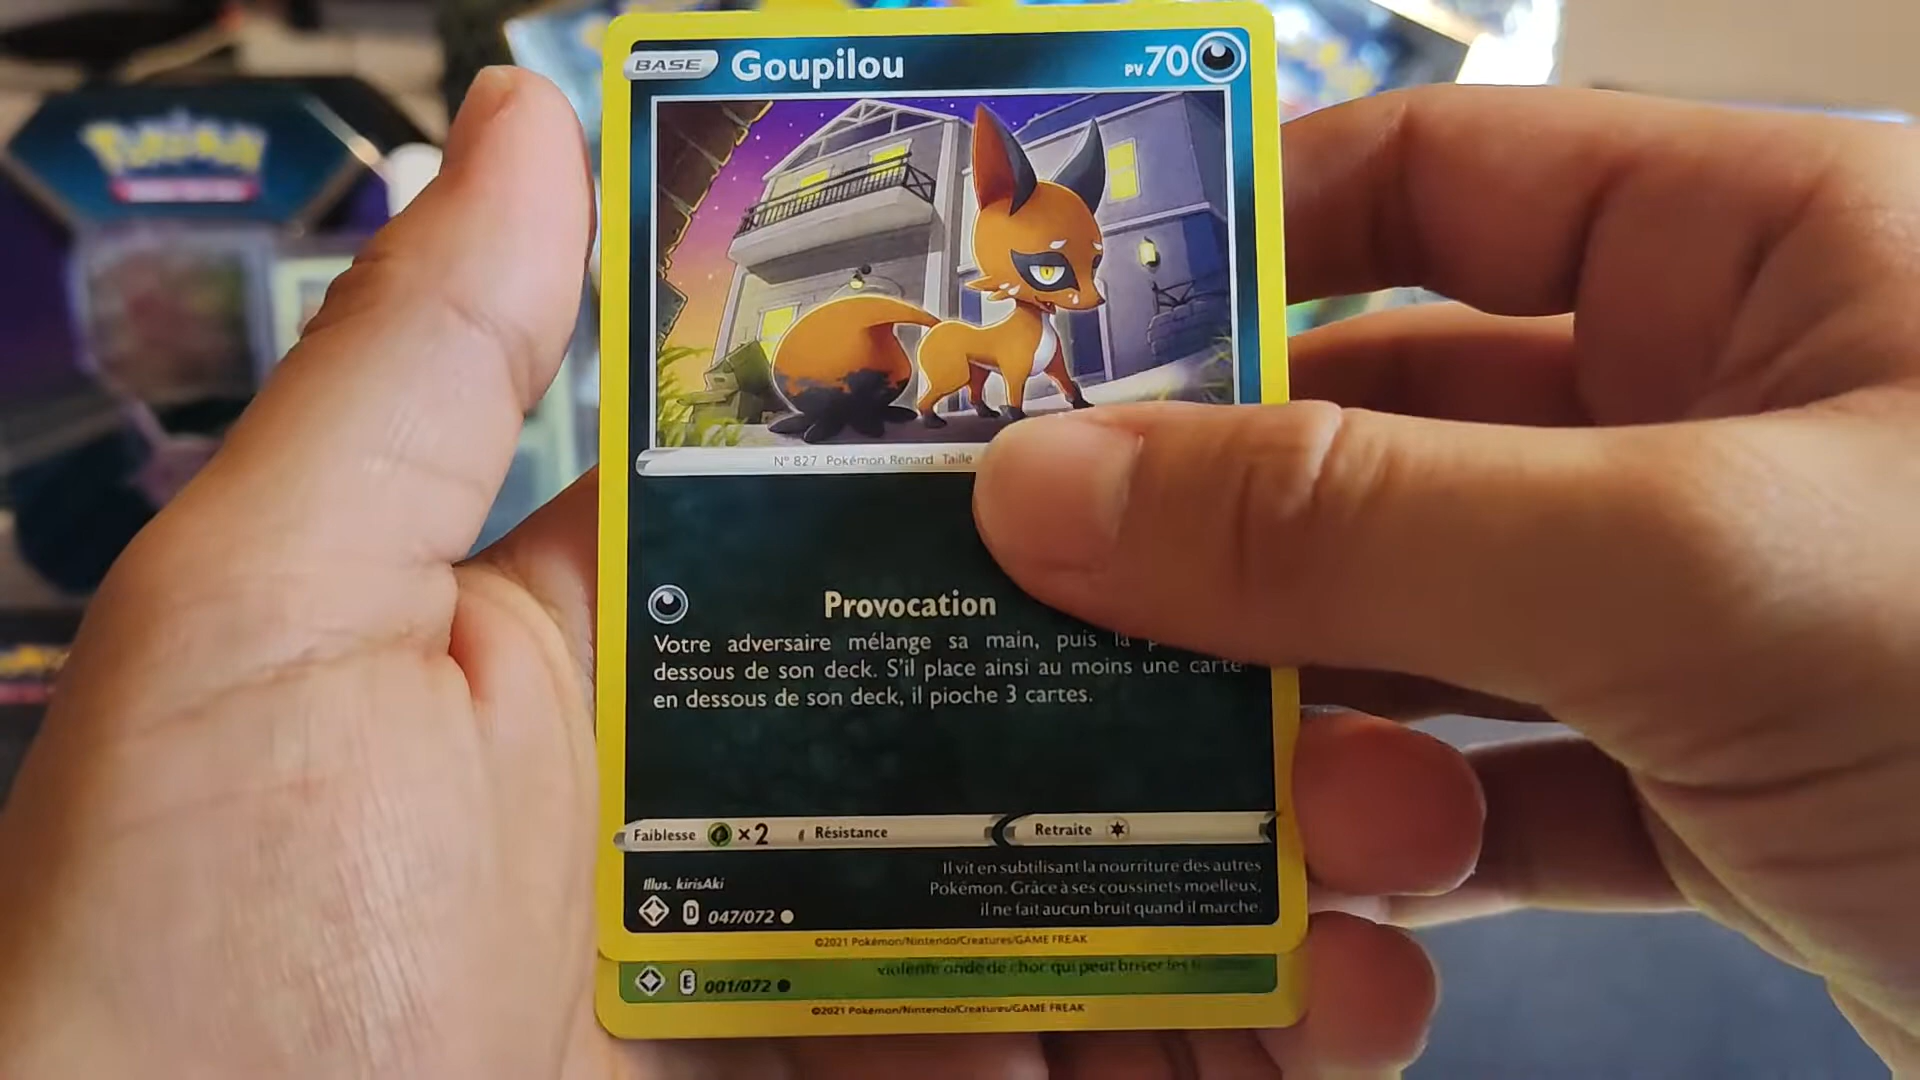 Pokémon
BASE Goupilou PV 70
N° 827 Pokémon Renard Taille
Provocation
Votre adversaire mélange sa main, puis la
dessous de son deck. S'il place ainsi au moins une carte
en dessous de son deck, il pioche 3 cartes.
Faiblesse ×2 Résistance Retraite
Il vit en subtilisant la nourriture des autres
Pokémon. Grâce à ses coussinets moelleux,
il ne fait aucun bruit quand il marche.
Illus. kirisAki
D 047/072
©2021 Pokémon/Nintendo/Creatures/GAME FREAK
violente onde de choc qui peut briser les
E 001/072
©2021 Pokémon/Nintendo/Creatures/GAME FREAK